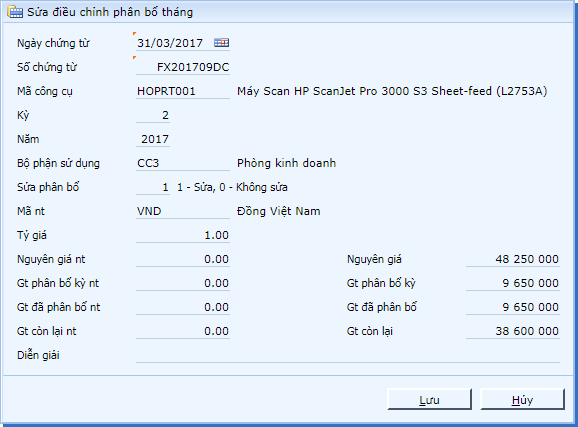 Sửa điều chỉnh phân bổ tháng
Ngày chứng từ 31/03/2017
Số chứng từ FX201709DC
Mã công cụ HOPRT001 Máy Scan HP ScanJet Pro 3000 S3 Sheet-feed (L2753A)
Kỳ 2
Năm 2017
Bộ phận sử dụng CC3 Phòng kinh doanh
Sửa phân bổ 1 1 - Sửa, 0 - Không sửa
Mã nt VND Đồng Việt Nam
Tỷ giá 1.00
Nguyên giá nt 0.00 Nguyên giá 48 250 000
Gt phân bổ kỳ nt 0.00 Gt phân bổ kỳ 9 650 000
Gt đã phân bổ nt 0.00 Gt đã phân bổ 9 650 000
Gt còn lại nt 0.00 Gt còn lại 38 600 000
Diễn giải
Lưu Hủy